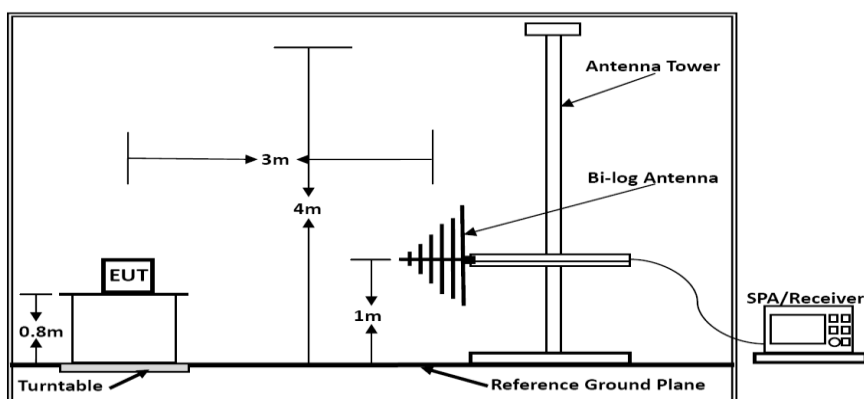 Antenna Tower
3m
Bi-log Antenna
4m
EUT
SPA/Receiver
0.8m
1m
Turntable
Reference Ground Plane